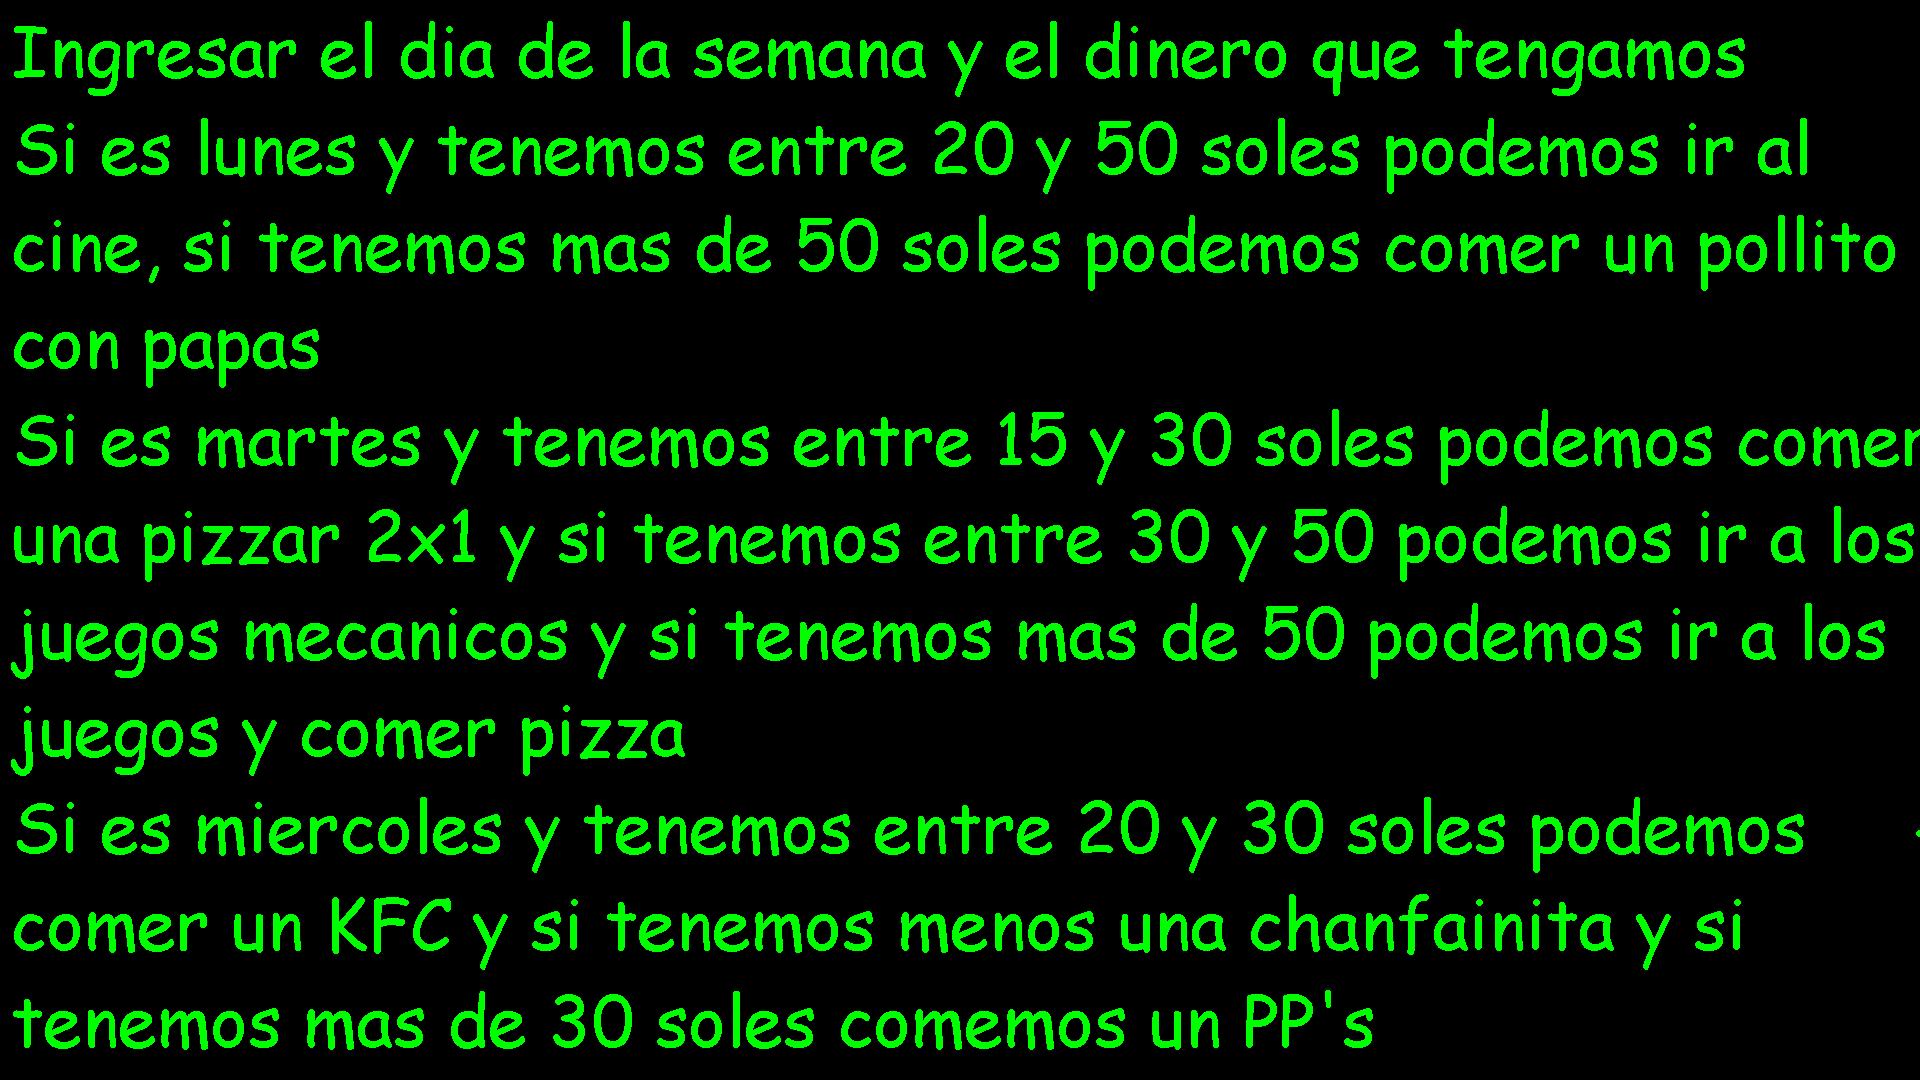 Ingresar el dia de la semana y el dinero que tengamos
Si es lunes y tenemos entre 20 y 50 soles podemos ir al
cine, si tenemos mas de 50 soles podemos comer un pollito
con papas
Si es martes y tenemos entre 15 y 30 soles podemos comer
una pizzar 2x1 y si tenemos entre 30 y 50 podemos ir a los
juegos mecanicos y si tenemos mas de 50 podemos ir a los
juegos y comer pizza
Si es miercoles y tenemos entre 20 y 30 soles podemos
comer un KFC y si tenemos menos una chanfainita y si
tenemos mas de 30 soles comemos un PP's